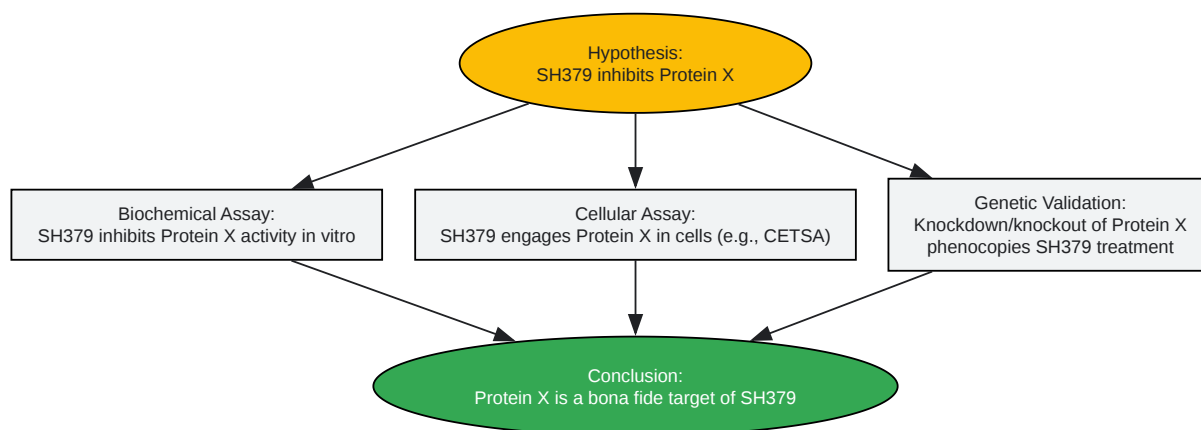 Hypothesis:
SH379 inhibits Protein X
Biochemical Assay:
SH379 inhibits Protein X activity in vitro
Cellular Assay:
SH379 engages Protein X in cells (e.g., CETSA)
Genetic Validation:
Knockdown/knockout of Protein X
phenocopies SH379 treatment
Conclusion:
Protein X is a bona fide target of SH379